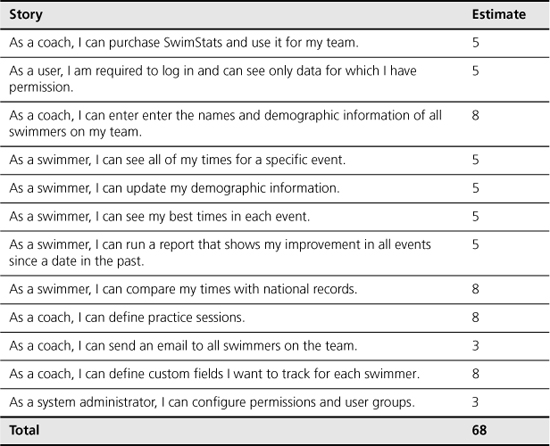 Story Estimate
As a coach, I can purchase SwimStats and use it for my team. 5
As a user, I am required to log in and can see only data for which I have 5
permission.
As a coach, I can enter enter the names and demographic information of all 8
swimmers on my team.
As a swimmer, I can see all of my times for a specific event. 5
As a swimmer, I can update my demographic information. 5
As a swimmer, I can see my best times in each event. 5
As a swimmer, I can run a report that shows my improvement in all events 5
since a date in the past.
As a swimmer, I can compare my times with national records. 8
As a coach, I can define practice sessions. 8
As a coach, I can send an email to all swimmers on the team. 3
As a coach, I can define custom fields I want to track for each swimmer. 8
As a system administrator, I can configure permissions and user groups. 3
Total 68